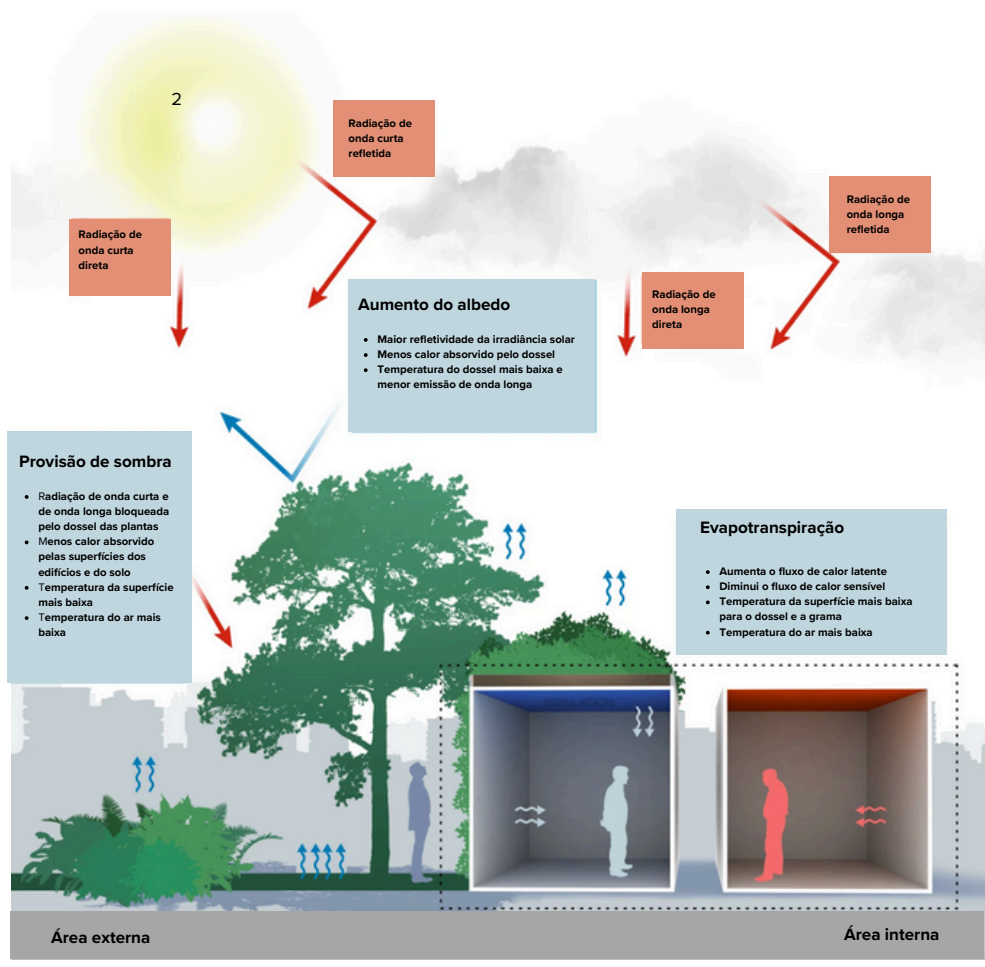 2
Radiação de
onda curta
refletida
Radiação de
onda longa
refletida
Radiação de
onda curta
direta
Radiação de
onda longa
direta
Aumento do albedo
• Maior refletividade da irradiância solar
• Menos calor absorvido pelo dossel
• Temperatura do dossel mais baixa e
menor emissão de onda longa
Provisão de sombra
• Radiação de onda curta e
de onda longa bloqueada
pelo dossel das plantas
• Menos calor absorvido
pelas superfícies dos
edifícios e do solo
• Temperatura da superfície
mais baixa
• Temperatura do ar mais
baixa
Evapotranspiração
• Aumenta o fluxo de calor latente
• Diminui o fluxo de calor sensível
• Temperatura da superfície mais baixa
para o dossel e a grama
• Temperatura do ar mais baixa
Área externa
Área interna